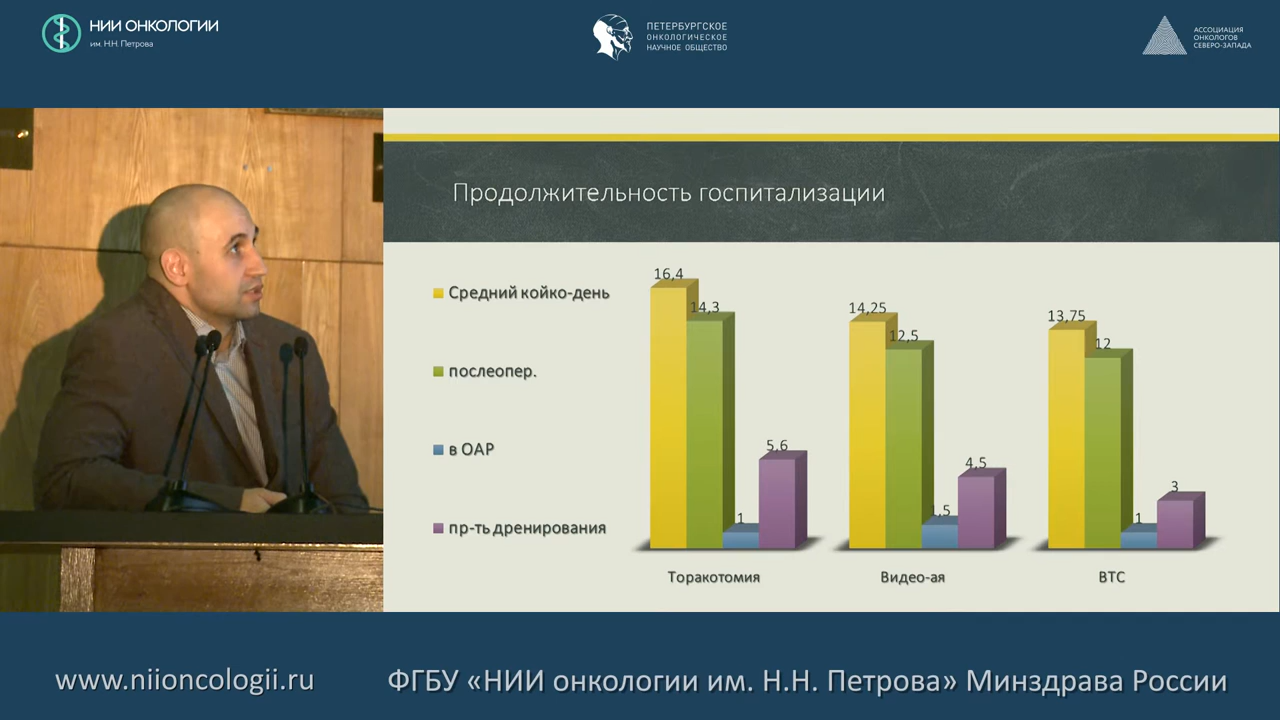 НИИ ОНКОЛОГИИ
им. Н.Н. Петрова
ПЕТЕРБУРГСКОЕ
ОНКОЛОГИЧЕСКОЕ
НАУЧНОЕ ОБЩЕСТВО
АССОЦИАЦИЯ
ОНКОЛОГОВ
СЕВЕРО-ЗАПАДА
Продолжительность госпитализации
Средний койко-день
послеопер.
в ОАР
пр-ть дренирования
16,4
14,3
1
5,6
14,25
12,5
1,5
4,5
13,75
12
1
3
Торакотомия
Видео-ая
ВТС
www.niioncologii.ru
ФГБУ «НИИ онкологии им. Н.Н. Петрова» Минздрава России